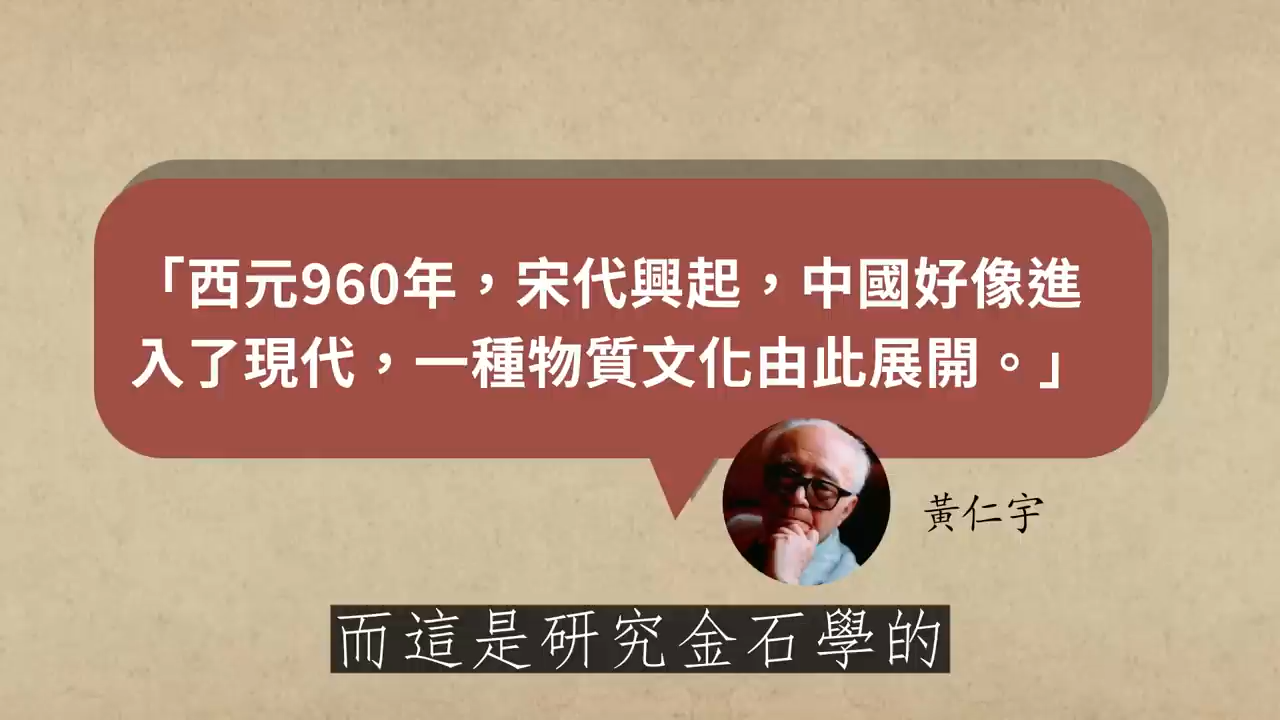 「西元960年，宋代興起，中國好像進
入了現代，一種物質文化由此展開。」
黃仁宇
而這是研究金石學的